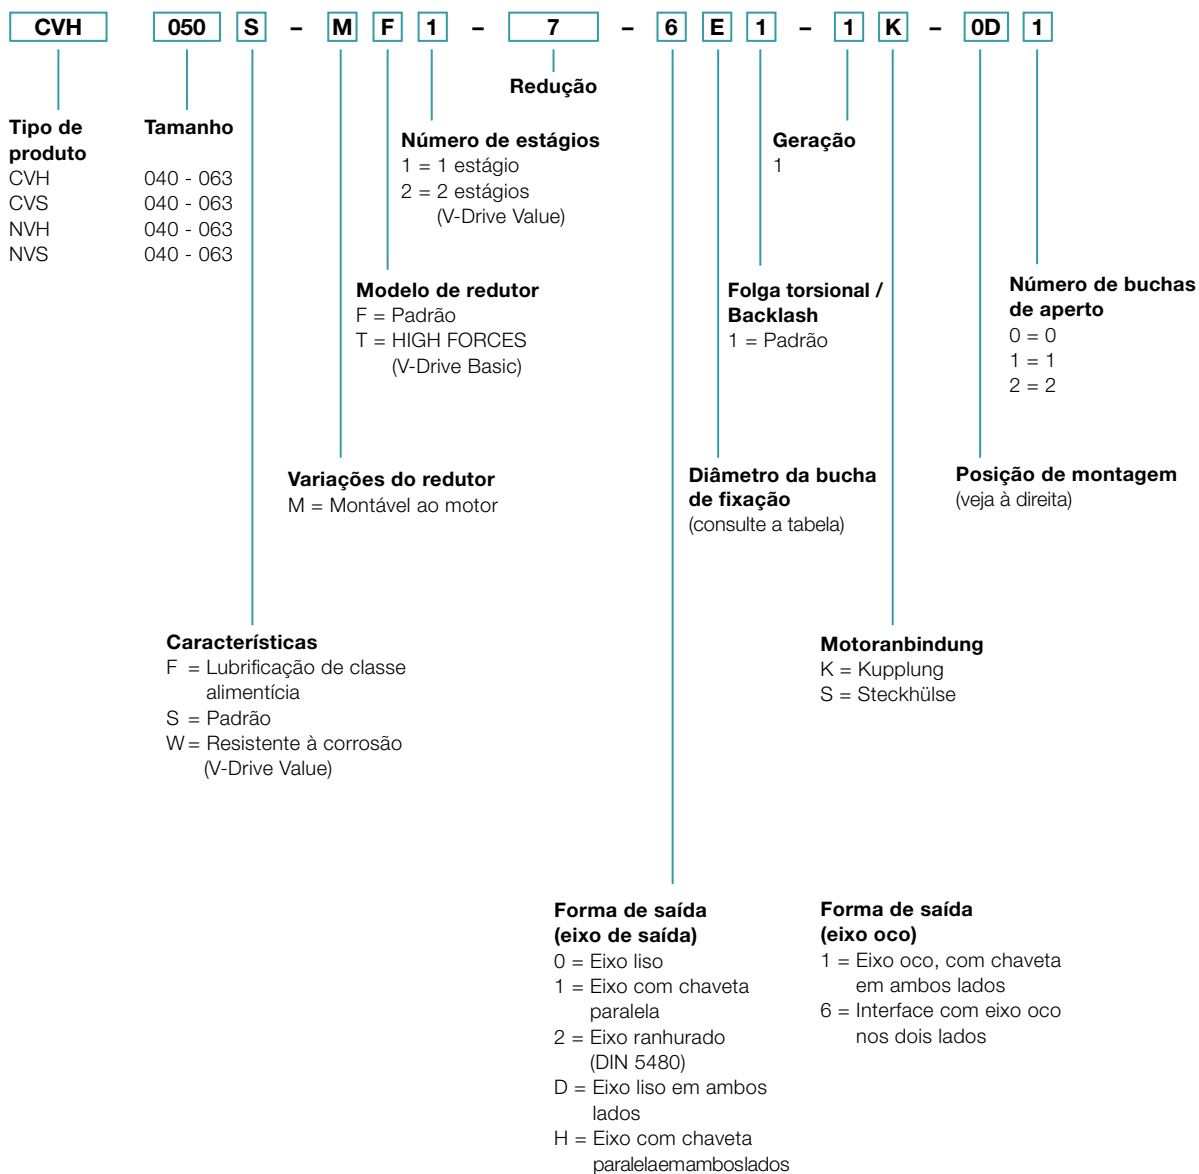 CVH 050 S – M F 1 – 7 – 6 E 1 – 1 K – 0D 1
Redução
Tipo de
produto
CVH
CVS
NVH
NVS
Tamanho
040 - 063
040 - 063
040 - 063
040 - 063
Número de estágios
1 = 1 estágio
2 = 2 estágios
(V-Drive Value)
Geração
1
Modelo de redutor
F = Padrão
T = HIGH FORCES
(V-Drive Basic)
Folga torsional /
Backlash
1 = Padrão
Número de buchas
de aperto
0 = 0
1 = 1
2 = 2
Variações do redutor
M = Montável ao motor
Diâmetro da bucha
de fixação
(consulte a tabela)
Posição de montagem
(veja à direita)
Características
F = Lubrificação de classe
alimentícia
S = Padrão
W = Resistente à corrosão
(V-Drive Value)
Motoranbindung
K = Kupplung
S = Steckhülse
Forma de saída
(eixo de saída)
0 = Eixo liso
1 = Eixo com chaveta
paralela
2 = Eixo ranhurado
(DIN 5480)
D = Eixo liso em ambos
lados
H = Eixo com chaveta
paralelaemamboslados
Forma de saída
(eixo oco)
1 = Eixo oco, com chaveta
em ambos lados
6 = Interface com eixo oco
nos dois lados